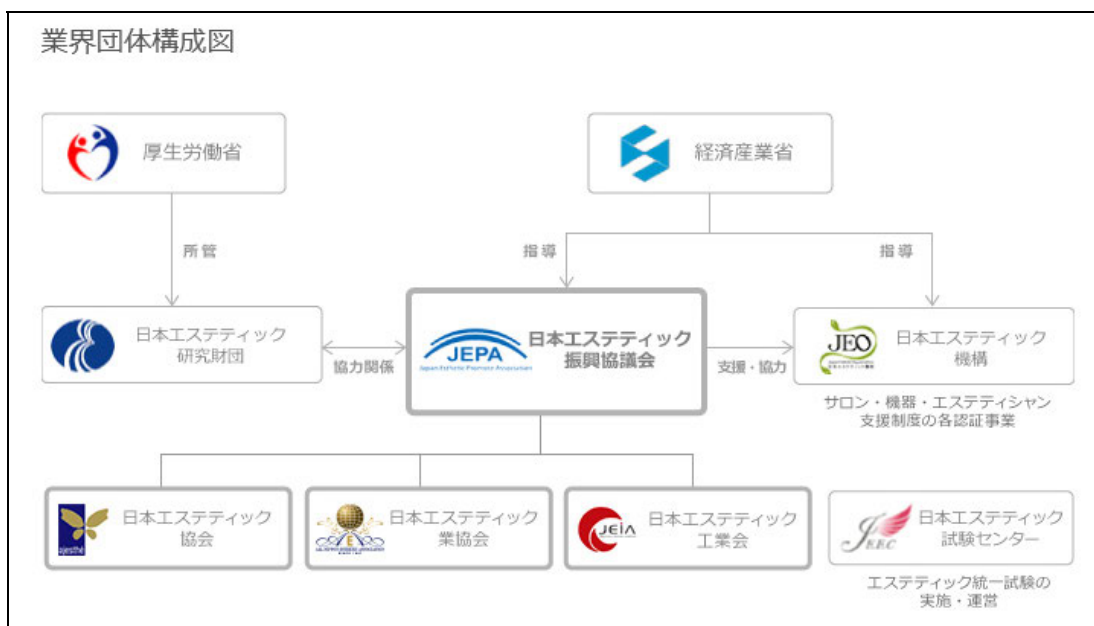 業界団体構成図
厚生労働省
経済産業省
所管
指導
指導
日本エステティック
研究財団
協力関係
JEPA
Japan Esthetic Promote Association
日本エステティック
振興協議会
支援・協力
JEO
日本エステティック
機構
サロン・機器・エステティシャン
支援制度の各認証事業
ajesthe
日本エステティック
協会
日本エステティック
業協会
JEIA
日本エステティック
工業会
JEEC
日本エステティック
試験センター
エステティック統一試験の
実施・運営